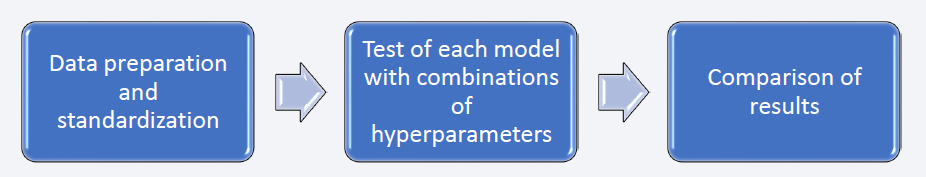 Data preparation
and
standardization
Test of each model
with combinations
of
hyperparameters
Comparison of
results